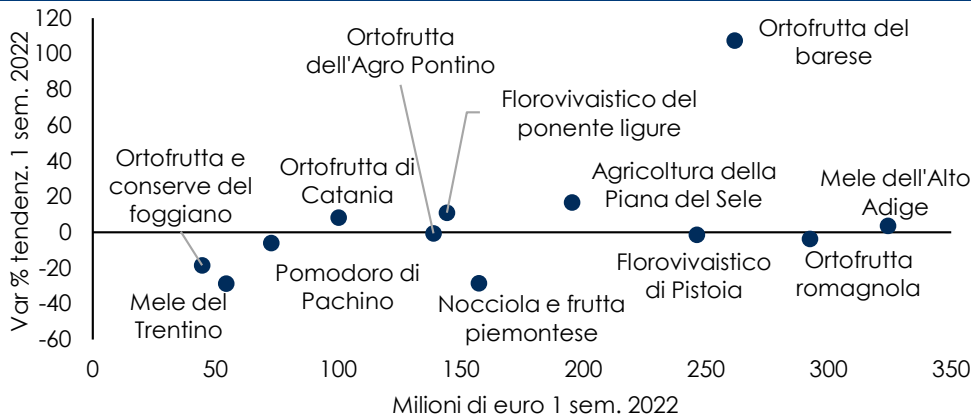 Var % tendenz. 1 sem. 2022
120
100
80
60
40
20
0
-20
-40
-60
Ortofrutta
dell'Agro Pontino
Ortofrutta del
barese
Florovivaistico del
ponente ligure
Ortofrutta e
conserve del
foggiano
Ortofrutta di
Catania
Agricoltura della
Piana del Sele
Mele dell'Alto
Adige
Mele del
Trentino
Pomodoro di
Pachino
Nocciola e frutta
piemontese
Florovivaistico
di Pistoia
Ortofrutta
romagnola
0 50 100 150 200 250 300 350
Milioni di euro 1 sem. 2022